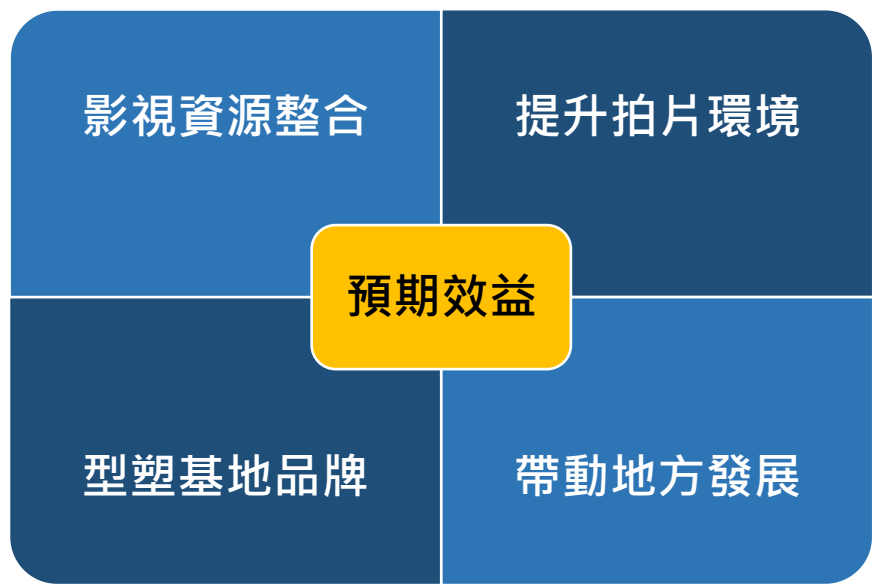 影視資源整合
提升拍片環境
預期效益
型塑基地品牌
帶動地方發展